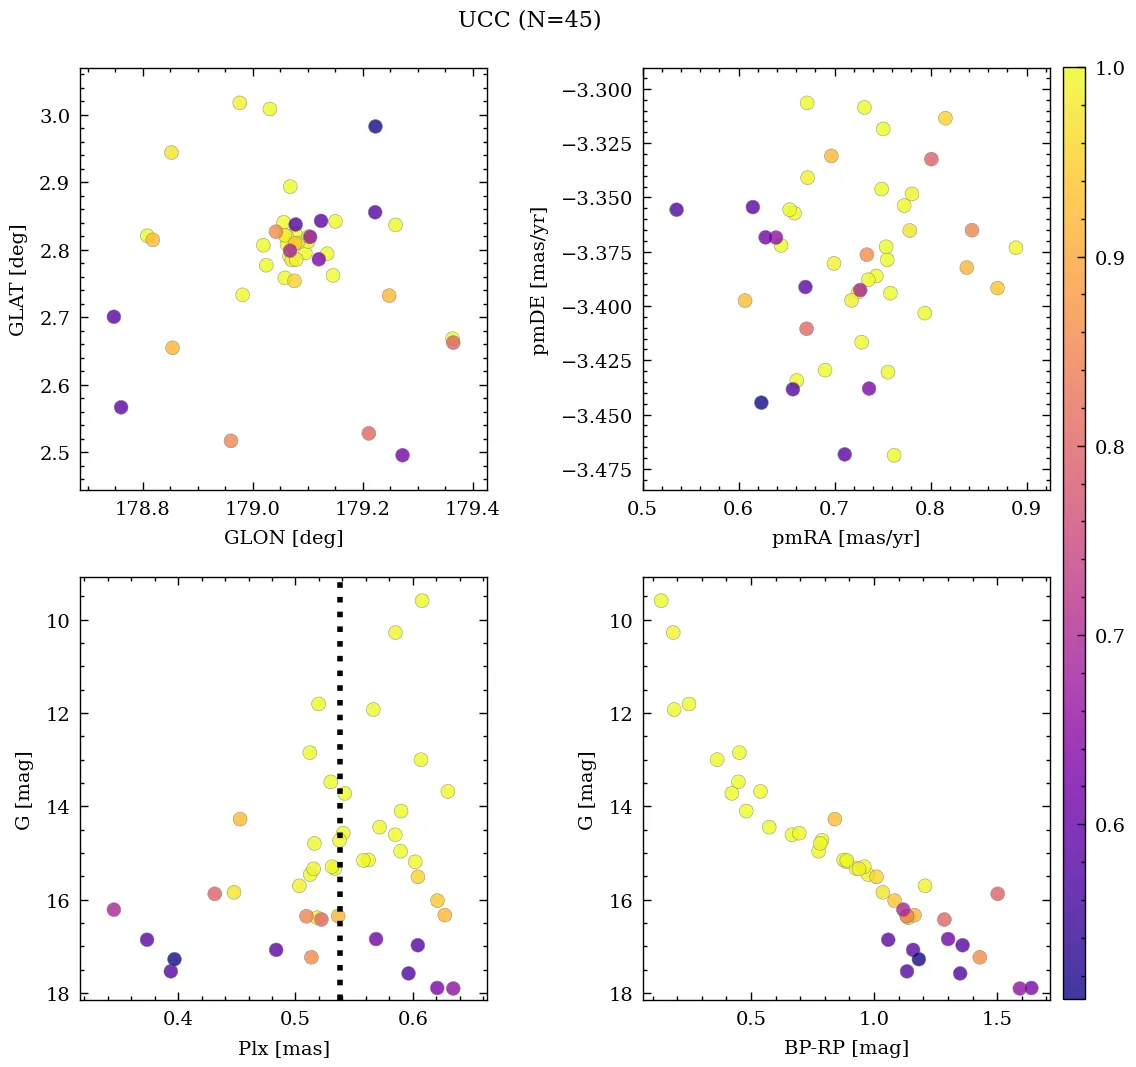 UCC (N=45)
3.0
2.9
2.8
2.7
2.6
2.5
GLAT [deg]
178.8 179.0 179.2 179.4
GLON [deg]
−3.300
−3.325
−3.350
−3.375
−3.400
−3.425
−3.450
−3.475
pmDE [mas/yr]
0.5 0.6 0.7 0.8 0.9
pmRA [mas/yr]
1.0
0.9
0.8
0.7
0.6
10
12
14
16
18
G [mag]
0.4 0.5 0.6
Plx [mas]
10
12
14
16
18
G [mag]
0.5 1.0 1.5
BP-RP [mag]